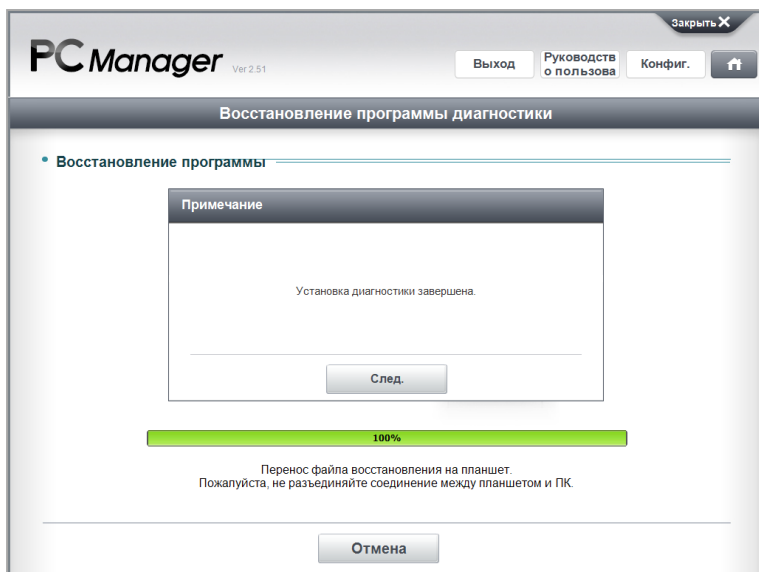 Закрыть X
PC Manager Ver 2.51
Выход
Руководств
о пользова
Конфиг.
Восстановление программы диагностики
Восстановление программы
Примечание
Установка диагностики завершена.
След.
100%
Перенос файла восстановления на планшет.
Пожалуйста, не разъединяйте соединение между планшетом и ПК.
Отмена